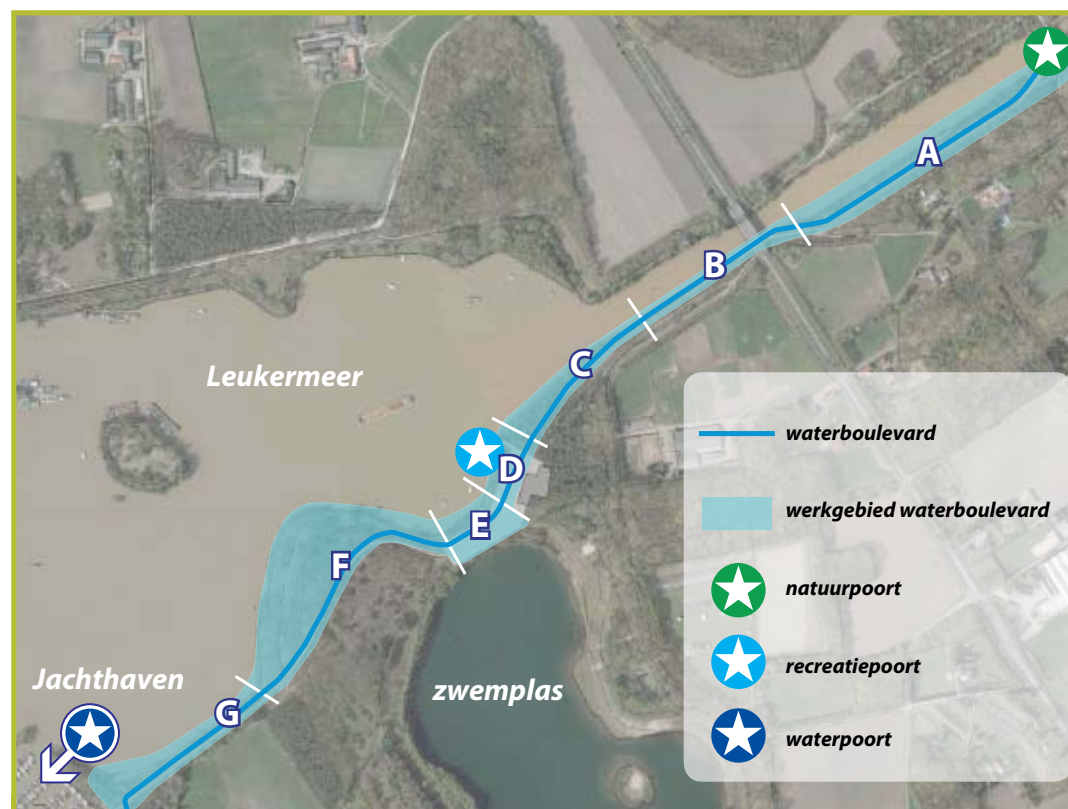 A
B
C
Leukermeer
D
E
F
Jachthaven
G
zwemplas
waterboulevard
werkgebied waterboulevard
natuurpoort
recreatiepoort
waterpoort